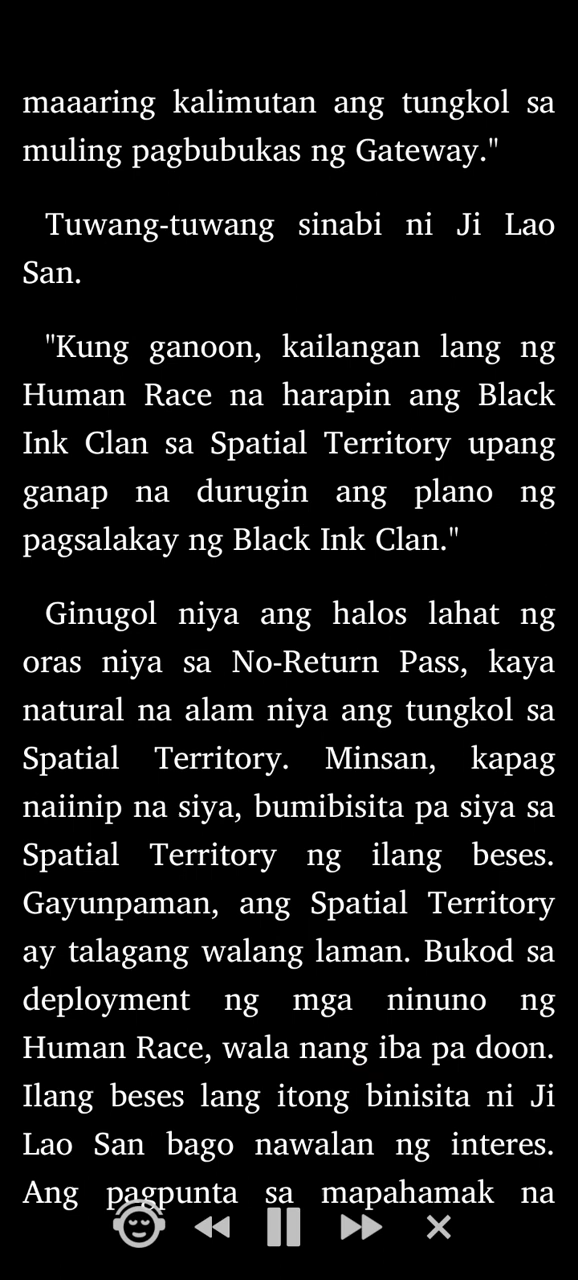 maaaring kalimutan ang tungkol sa
muling pagbubukas ng Gateway."
Tuwang-tuwang sinabi ni Ji Lao
San.
"Kung ganoon, kailangan lang ng
Human Race na harapin ang Black
Ink Clan sa Spatial Territory upang
ganap na durugin ang plano ng
pagsalakay ng Black Ink Clan."
Ginugol niya ang halos lahat ng
oras niya sa No-Return Pass, kaya
natural na alam niya ang tungkol sa
Spatial Territory. Minsan, kapag
naiinip na siya, bumibisita pa siya sa
Spatial Territory ng ilang beses.
Gayunpaman, ang Spatial Territory
ay talagang walang laman. Bukod sa
deployment ng mga ninuno ng
Human Race, wala nang iba pa doon.
Ilang beses lang itong binisita ni Ji
Lao San bago nawalan ng interes.
Ang pagpunta sa mapahamak na